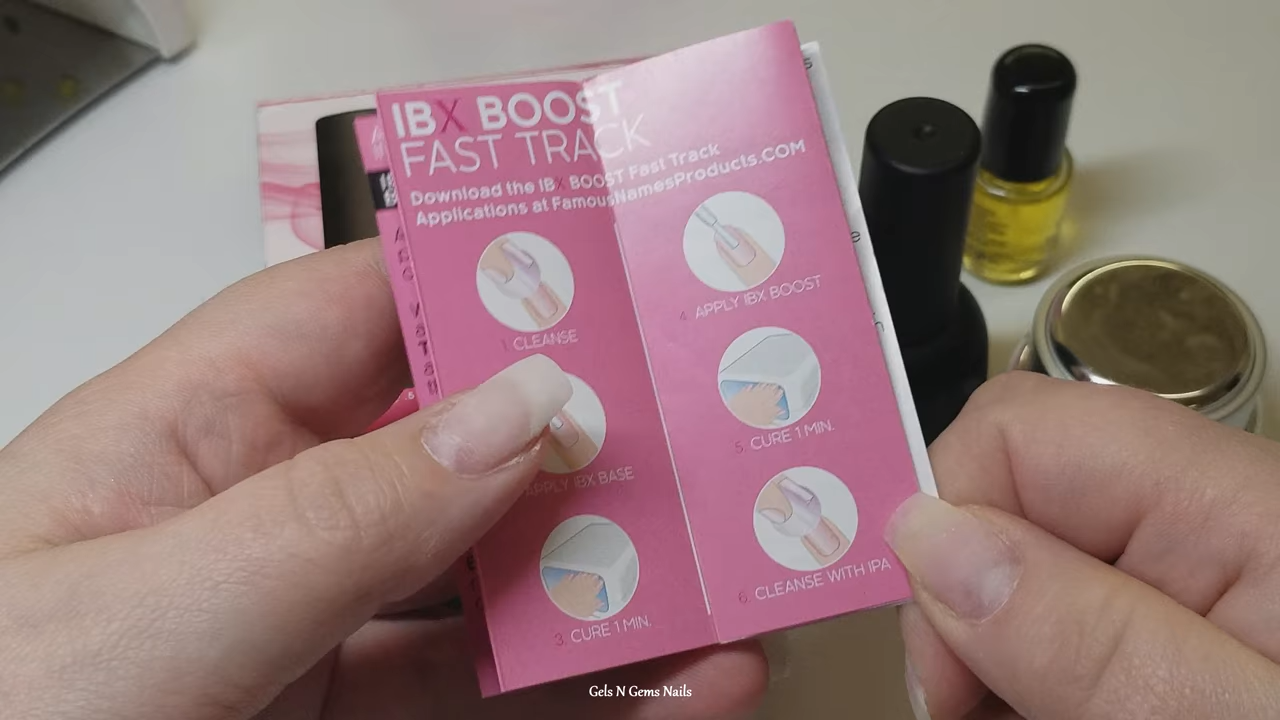 IBX BOOST
FAST TRACK
Download the IBX BOOST Fast Track
Applications at FamousNamesProducts.COM
1. CLEANSE
APPLY IBX BASE
3. CURE 1 MIN.
4. APPLY IBX BOOST
5. CURE 1 MIN.
6. CLEANSE WITH IPA
Gels N Gems Nails